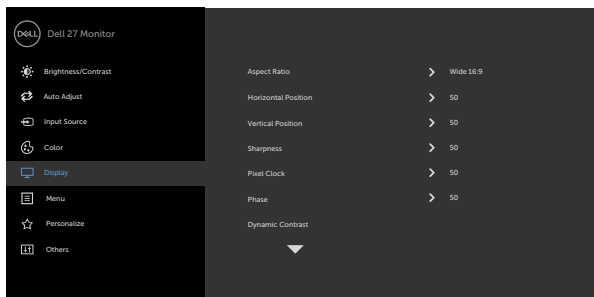 DELL Dell 27 Monitor
Brightness/Contrast
Auto Adjust
Input Source
Color
Display
Menu
Personalize
Others
Aspect Ratio Wide 16:9
Horizontal Position 50
Vertical Position 50
Sharpness 50
Pixel Clock 50
Phase 50
Dynamic Contrast